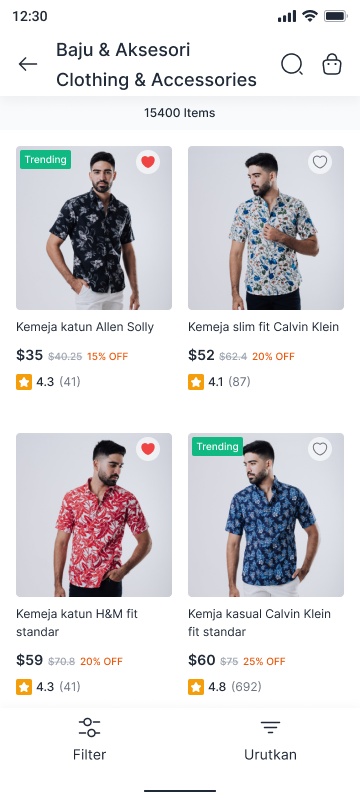 12:30
Baju & Aksesori
Clothing & Accessories
15400 Items
Trending
Kemeja katun Allen Solly
$35 $40.25 15% OFF
4.3 (41)
Kemeja slim fit Calvin Klein
$52 $62.4 20% OFF
4.1 (87)
Kemeja katun H&M fit
standar
$59 $70.8 20% OFF
4.3 (41)
Trending
Kemja kasual Calvin Klein
fit standar
$60 $75 25% OFF
4.8 (692)
Filter
Urutkan